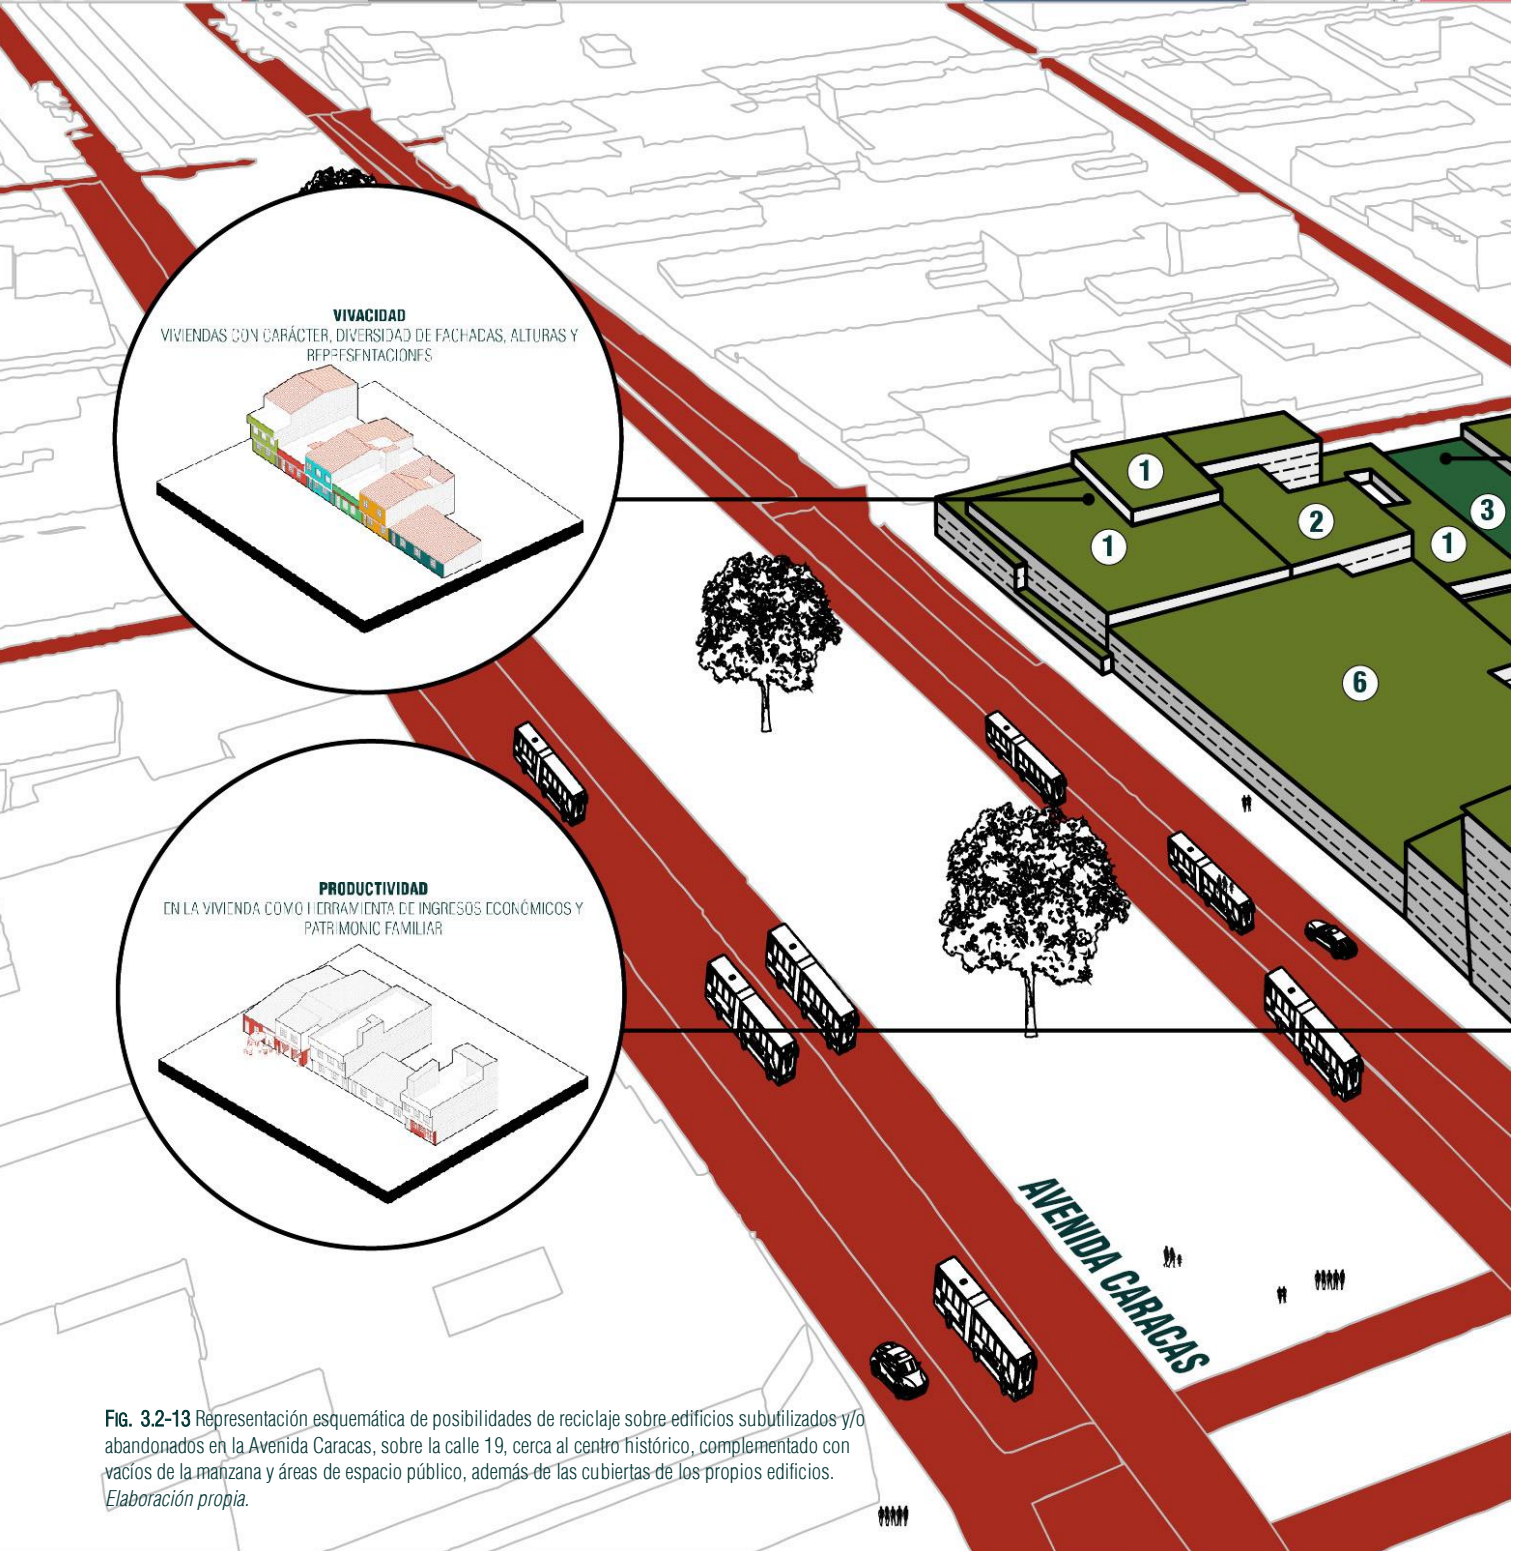 VIVACIDAD
VIVIENDAS CON CARÁCTER, DIVERSIDAD DE FACHADAS, ALTURAS Y
REPRESENTACIONES
1
1
2
1
3
6
PRODUCTIVIDAD
EN LA VIVIENDA COMO HERRAMIENTA DE INGRESOS ECONÓMICOS Y
PATRIMONIO FAMILIAR
AVENIDA CARACAS
FIG. 3.2-13 Representación esquemática de posibilidades de reciclaje sobre edificios subutilizados y/o
abandonados en la Avenida Caracas, sobre la calle 19, cerca al centro histórico, complementado con
vacíos de la manzana y áreas de espacio público, además de las cubiertas de los propios edificios.
Elaboración propia.